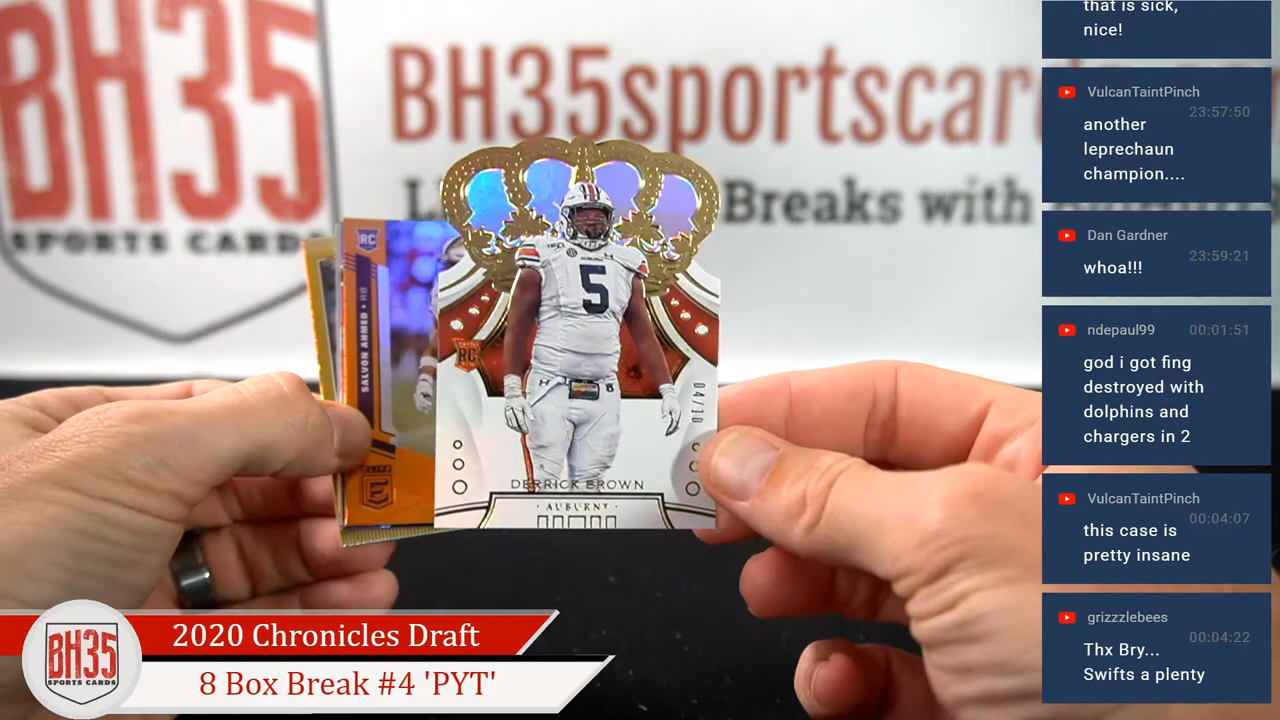 BH35
SPORTS CARDS
BH35sportscar
Breaks with
RC
SALVON AHMED • RB
ELITE
RC
AUBURN
5
04/10
DERRICK BROWN
• AUBURN •
BH35
SPORTS CARDS
2020 Chronicles Draft
8 Box Break #4 'PYT'
that is sick,
nice!
VulcanTaintPinch
23:57:50
another
leprechaun
champion....
Dan Gardner
23:59:21
whoa!!!
ndepaul99 00:01:51
god i got fing
destroyed with
dolphins and
chargers in 2
VulcanTaintPinch
00:04:07
this case is
pretty insane
grizzzlebees
00:04:22
Thx Bry...
Swifts a plenty